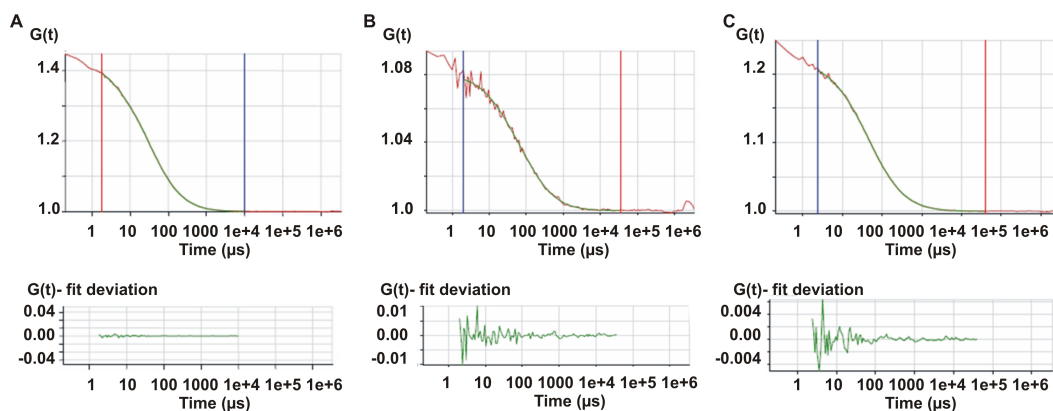 A
G(t)
1.4
1.2
1.0
1 10 100 1000 1e+4 1e+5 1e+6
Time (µs)
G(t)- fit deviation
0.04
0.00
-0.04
1 10 100 1000 1e+4 1e+5 1e+6
Time (µs)
B
G(t)
1.08
1.04
1.0
1 10 100 1000 1e+4 1e+5 1e+6
Time (µs)
G(t)- fit deviation
0.01
0.00
-0.01
1 10 100 1000 1e+4 1e+5 1e+6
Time (µs)
C
G(t)
1.2
1.1
1.0
1 10 100 1000 1e+4 1e+5 1e+6
Time (µs)
G(t)- fit deviation
0.004
0.00
-0.004
1 10 100 1000 1e+4 1e+5 1e+6
Time (µs)